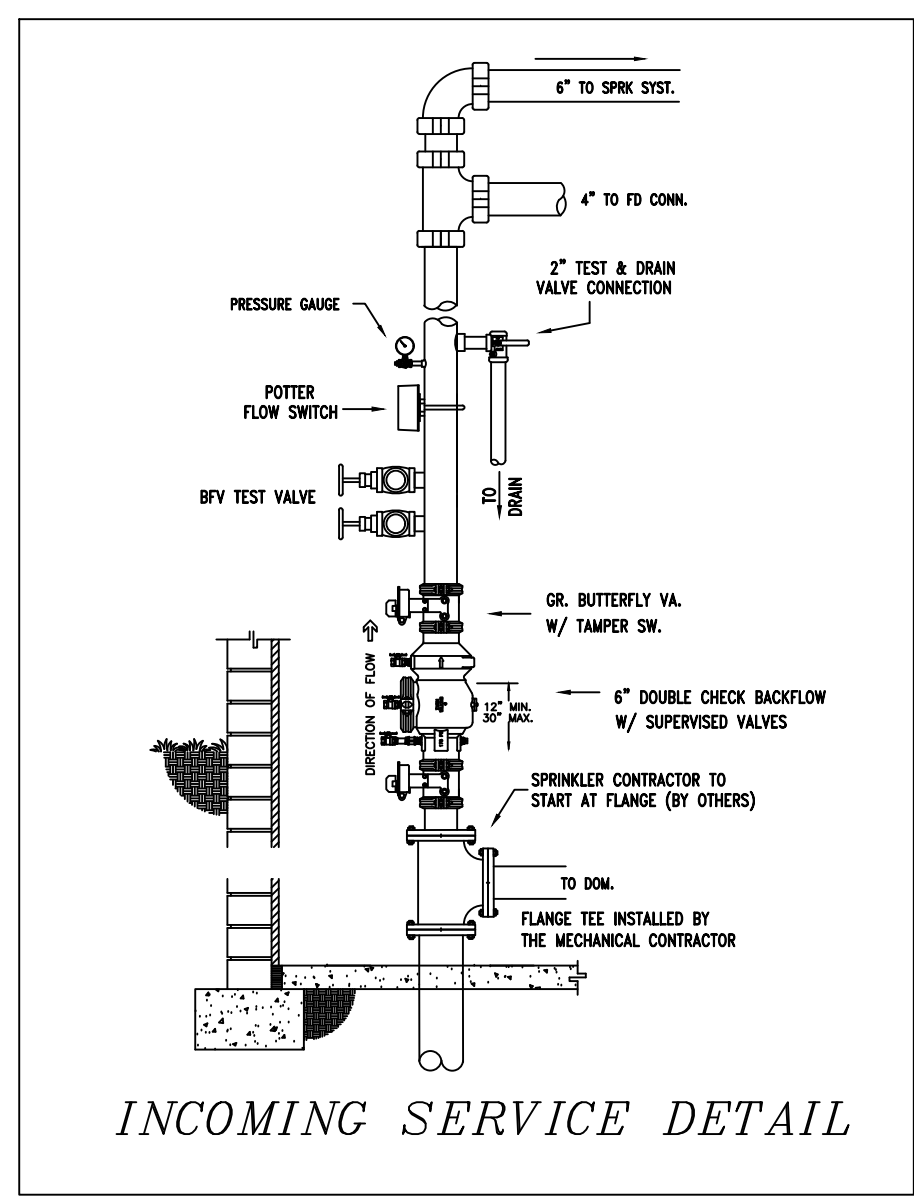 6" TO SPRK SYST.
4" TO FD CONN.
2" TEST & DRAIN
VALVE CONNECTION
PRESSURE GAUGE
POTTER
FLOW SWITCH
BFV TEST VALVE
TO
DRAIN
GR. BUTTERFLY VA.
W/ TAMPER SW.
DIRECTION OF FLOW
12" MIN.
30" MAX.
6" DOUBLE CHECK BACKFLOW
W/ SUPERVISED VALVES
SPRINKLER CONTRACTOR TO
START AT FLANGE (BY OTHERS)
TO DOM.
FLANGE TEE INSTALLED BY
THE MECHANICAL CONTRACTOR
INCOMING SERVICE DETAIL